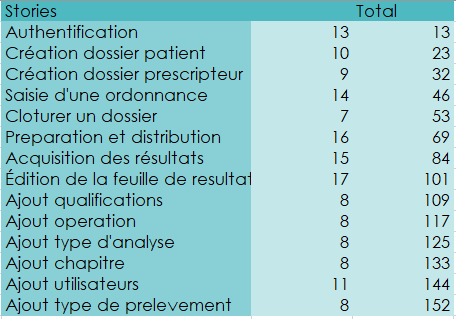 Stories Total
Authentification 13 13
Création dossier patient 10 23
Création dossier prescripteur 9 32
Saisie d'une ordonnance 14 46
Cloturer un dossier 7 53
Preparation et distribution 16 69
Acquisition des résultats 15 84
Édition de la feuille de resultat 17 101
Ajout qualifications 8 109
Ajout operation 8 117
Ajout type d'analyse 8 125
Ajout chapitre 8 133
Ajout utilisateurs 11 144
Ajout type de prelevement 8 152